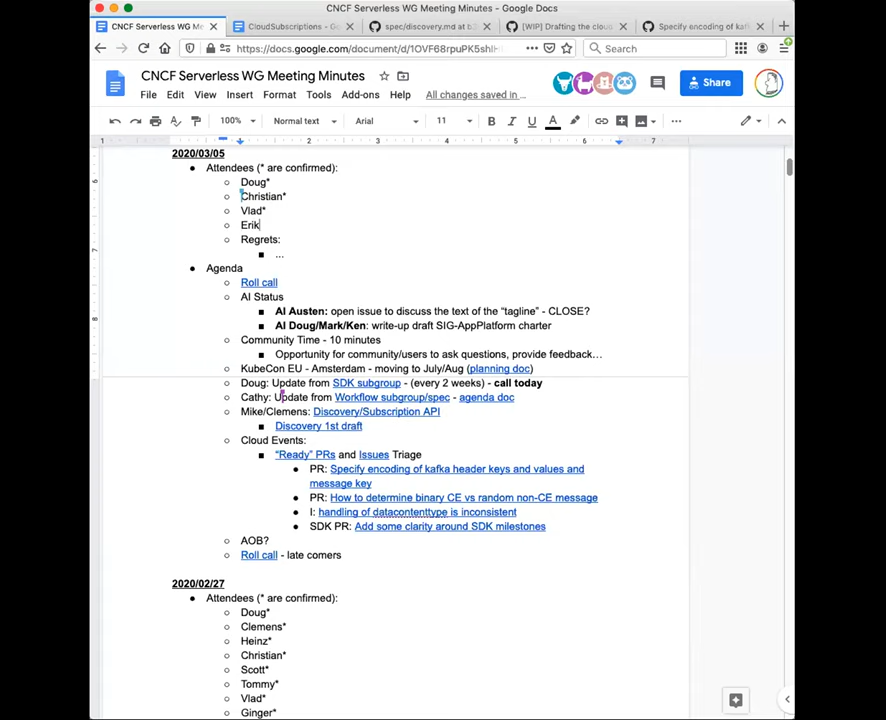 CNCF Serverless WG Meeting Minutes - Google Docs
CNCF Serverless WG Meeting Minutes
CloudSubscriptions - G
spec/discovery.md at b
[WIP] Drafting the clou
Specify encoding of kaf
https://docs.google.com/document/d/1OVF68rpuPK5shl
Search
CNCF Serverless WG Meeting Minutes
File Edit View Insert Format Tools Add-ons Help All changes saved in ...
Share
100% Normal text Arial 11 B I U A
1 2 3 4 5 6 7
2020/03/05
Attendees (* are confirmed):
Doug*
Christian*
Vlad*
Erik
Regrets:
...
Agenda
Roll call
AI Status
AI Austen: open issue to discuss the text of the “tagline” - CLOSE?
AI Doug/Mark/Ken: write-up draft SIG-AppPlatform charter
Community Time - 10 minutes
Opportunity for community/users to ask questions, provide feedback…
KubeCon EU - Amsterdam - moving to July/Aug (planning doc)
Doug: Update from SDK subgroup - (every 2 weeks) - call today
Cathy: Update from Workflow subgroup/spec - agenda doc
Mike/Clemens: Discovery/Subscription API
Discovery 1st draft
Cloud Events:
“Ready” PRs and Issues Triage
PR: Specify encoding of kafka header keys and values and
message key
PR: How to determine binary CE vs random non-CE message
I: handling of datacontenttype is inconsistent
SDK PR: Add some clarity around SDK milestones
AOB?
Roll call - late comers
2020/02/27
Attendees (* are confirmed):
Doug*
Clemens*
Heinz*
Christian*
Scott*
Tommy*
Vlad*
Ginger*